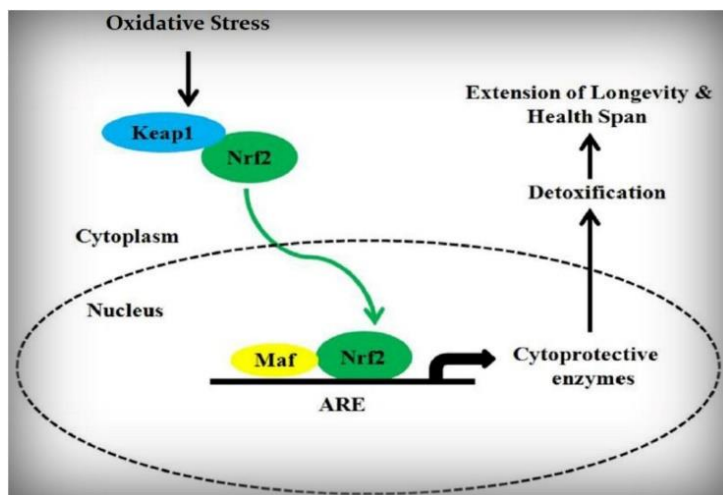 Oxidative Stress
Keap1
Nrf2
Extension of Longevity &
Health Span
Detoxification
Cytoplasm
Nucleus
Maf
Nrf2
Cytoprotective
enzymes
ARE